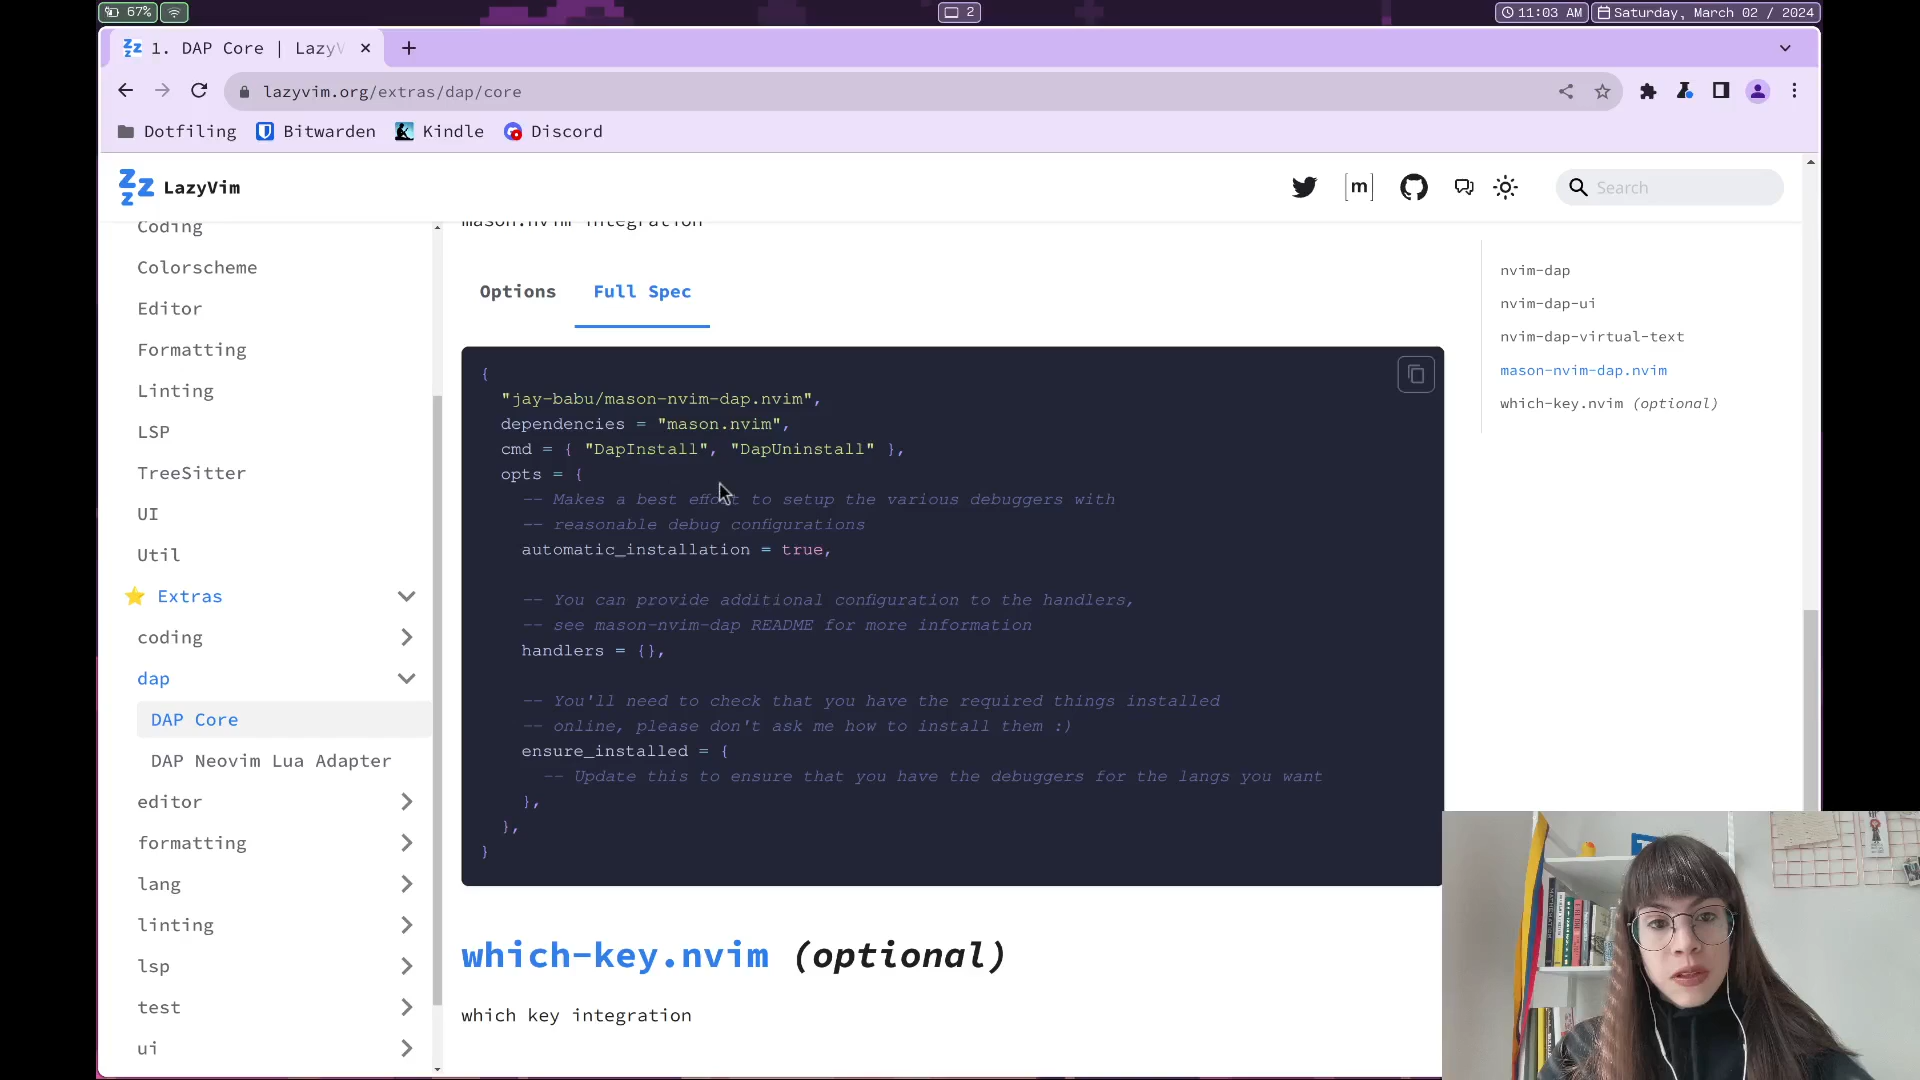 67%
2
11:03 AM
Saturday, March 02 / 2024
1. DAP Core | LazyV
lazyvim.org/extras/dap/core
Dotfiling
Bitwarden
Kindle
Discord
LazyVim
m
Search
Coding
Colorscheme
Editor
Formatting
Linting
LSP
TreeSitter
UI
Util
Extras
coding
dap
DAP Core
DAP Neovim Lua Adapter
editor
formatting
lang
linting
lsp
test
ui
mason.nvim integration
Options
Full Spec
{
"jay-babu/mason-nvim-dap.nvim",
dependencies = "mason.nvim",
cmd = { "DapInstall", "DapUninstall" },
opts = {
-- Makes a best effort to setup the various debuggers with
-- reasonable debug configurations
automatic_installation = true,
-- You can provide additional configuration to the handlers,
-- see mason-nvim-dap README for more information
handlers = {},
-- You'll need to check that you have the required things installed
-- online, please don't ask me how to install them :)
ensure_installed = {
-- Update this to ensure that you have the debuggers for the langs you want
},
},
}
which-key.nvim (optional)
which key integration
nvim-dap
nvim-dap-ui
nvim-dap-virtual-text
mason-nvim-dap.nvim
which-key.nvim (optional)